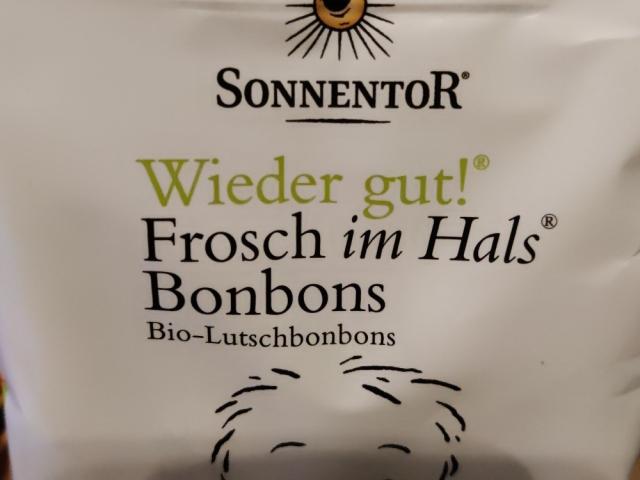 SONNENTOR®
Wieder gut!®
Frosch im Hals®
Bonbons
Bio-Lutschbonbons